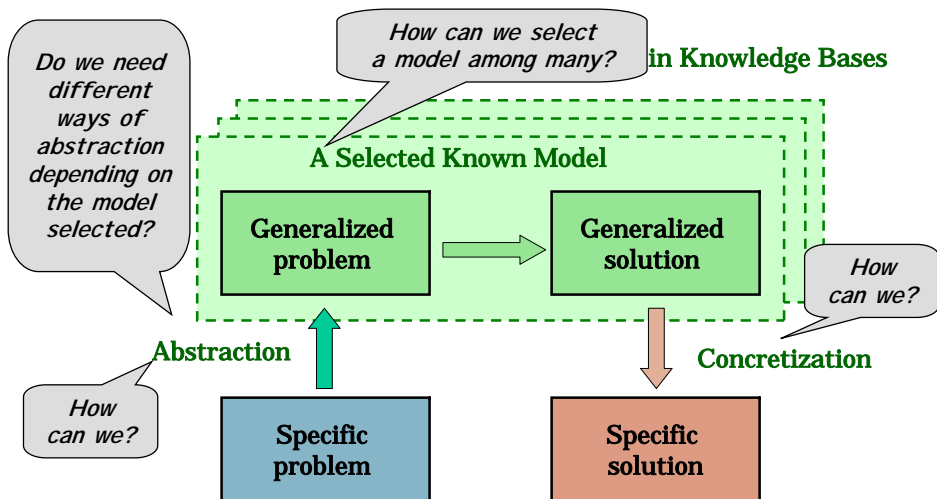 Do we need
different
ways of
abstraction
depending on
the model
selected?
How can we select
a model among many?
in Knowledge Bases
A Selected Known Model
Generalized
problem
Generalized
solution
How
can we?
Abstraction
Concretization
How
can we?
Specific
problem
Specific
solution